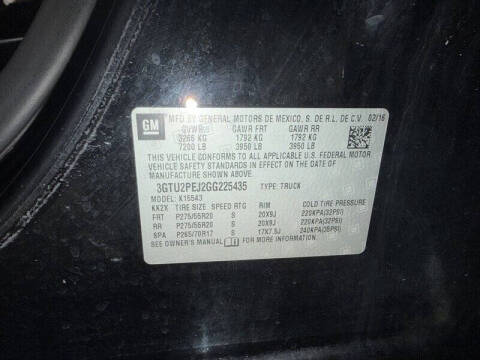 GM
MFD BY GENERAL MOTORS DE MEXICO, S. DE R.L. DE C.V. 02/16
GVWR GAWR FRT GAWR RR
3266 KG 1792 KG 1792 KG
7200 LB 3950 LB 3950 LB
THIS VEHICLE CONFORMS TO ALL APPLICABLE U.S. FEDERAL MOTOR
VEHICLE SAFETY STANDARDS IN EFFECT ON THE DATE OF
MANUFACTURE SHOWN ABOVE.
3GTU2PEJ2GG225435 TYPE: TRUCK
MODEL: K15543
KK2X TIRE SIZE SPEED RTG RIM COLD TIRE PRESSURE
FRT P275/55R20 S 20X9J 220KPA(32PSI)
RR P275/55R20 S 20X9J 220KPA(32PSI)
SPA P265/70R17 S 17X7.5J 240KPA(35PSI)
SEE OWNER'S MANUAL FOR MORE INFORMATION.